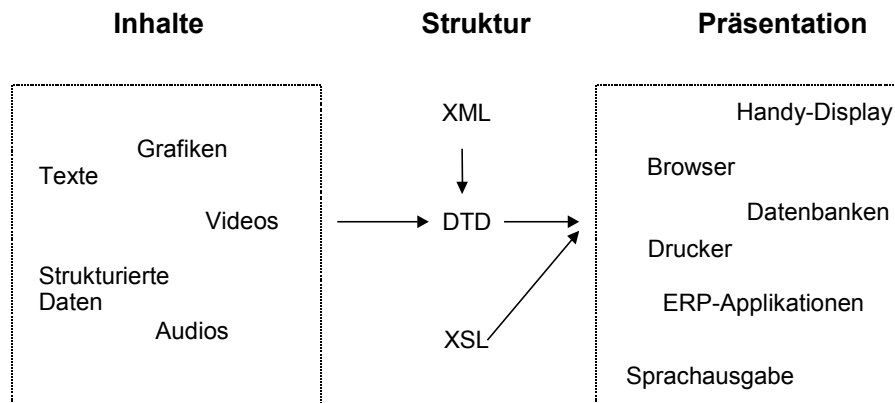 Inhalte
Struktur
Präsentation
Grafiken
Texte
Videos
Strukturierte
Daten
Audios
XML
DTD
XSL
Handy-Display
Browser
Datenbanken
Drucker
ERP-Applikationen
Sprachausgabe